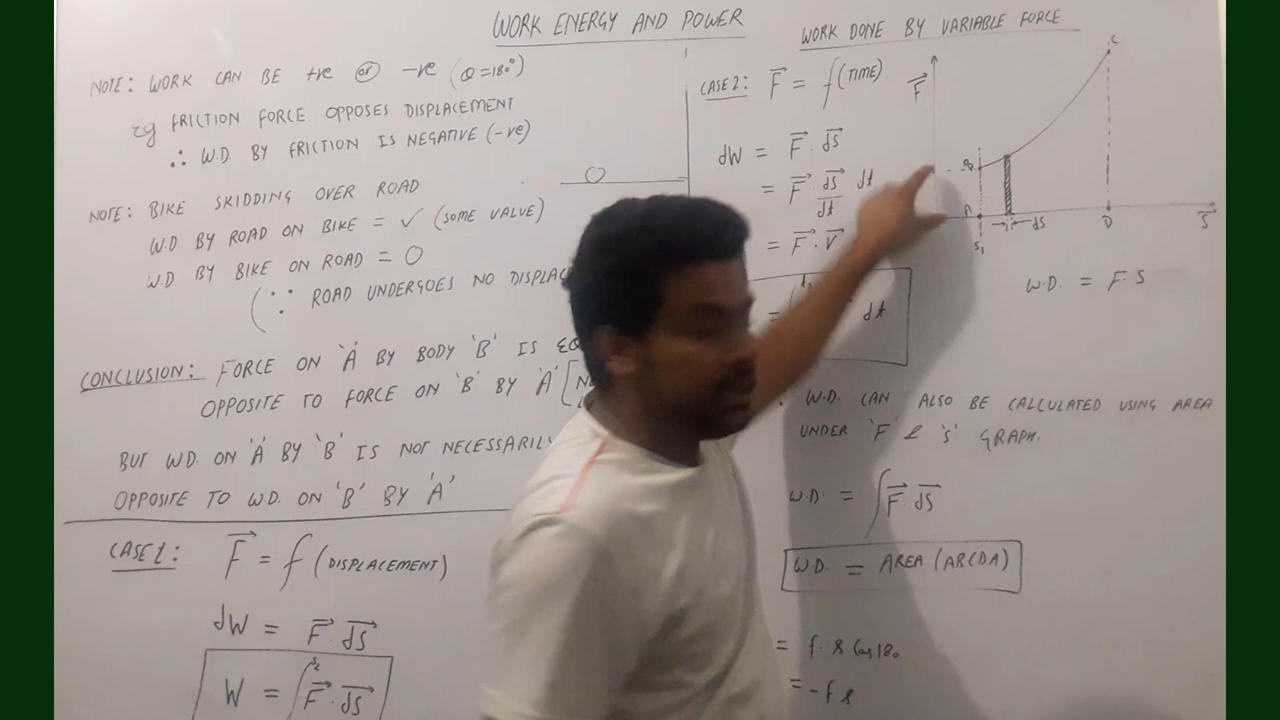 WORK ENERGY AND POWER
NOTE: WORK CAN BE +ve or -ve (θ=180°)
Eg FRICTION FORCE OPPOSES DISPLACEMENT
∴ W.D. BY FRICTION IS NEGATIVE (-ve)
NOTE: BIKE SKIDDING OVER ROAD
W.D BY ROAD ON BIKE = ✓ (SOME VALUE)
W.D BY BIKE ON ROAD = 0
(∵ ROAD UNDERGOES NO
CONCLUSION: FORCE ON 'A' BY BODY 'B' IS
OPPOSITE TO FORCE ON 'B' BY 'A' [
BUT W.D. ON 'A' BY 'B' IS NOT
OPPOSITE TO W.D. ON 'B' BY 'A'
CASE 1: F⃗ = f (DISPLACEMENT)
dW = F⃗ . dS⃗
W = ∫ F⃗ . dS⃗
s₂
WORK DONE BY VARIABLE FORCE
CASE 2: F⃗ = f (TIME)
dW = F⃗ . dS⃗
= F⃗ . dS⃗/dt dt
= F⃗ . V⃗
= ∫ dt
t₂
F⃗
B
C
A
D
S₁
dS
S⃗
W.D. = F. S
W.D. CAN ALSO BE CALCULATED USING AREA
UNDER 'F' & 'S' GRAPH.
W.D. = ∫ F⃗ . dS⃗
W.D. = AREA (ABCDA)
= f. s Cos 180
= -f s